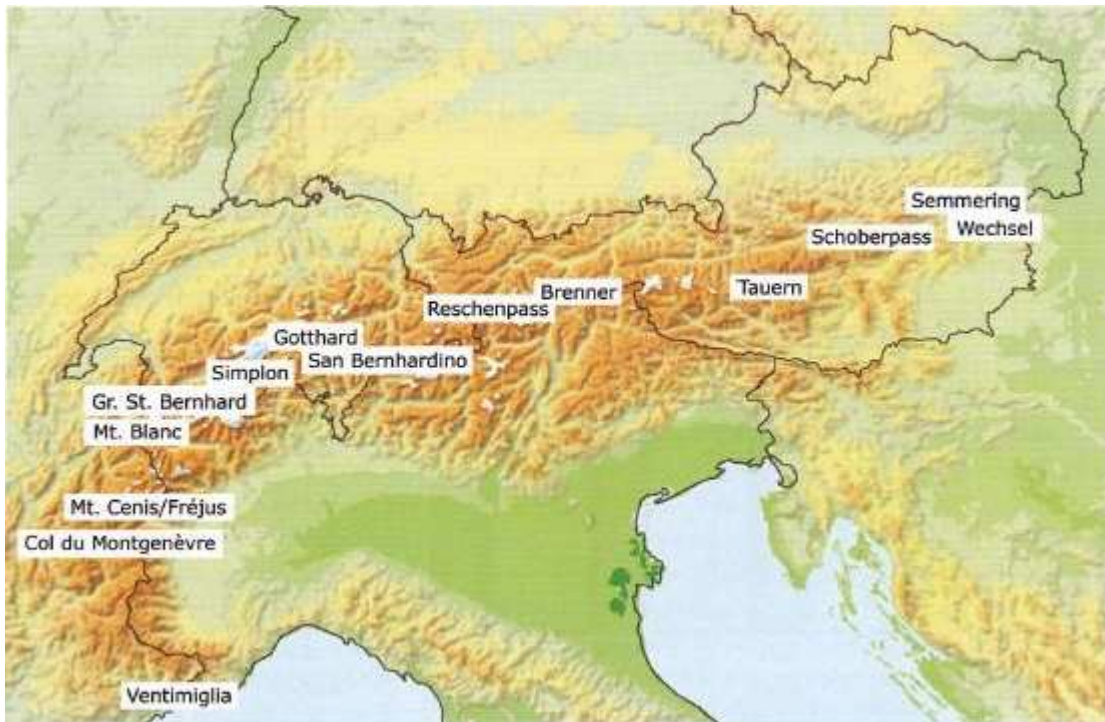 Semmering
Wechsel
Schoberpass
Tauern
Brenner
Reschenpass
Gotthard
San Bernhardino
Simplon
Gr. St. Bernhard
Mt. Blanc
Mt. Cenis/Fréjus
Col du Montgenèvre
Ventimiglia